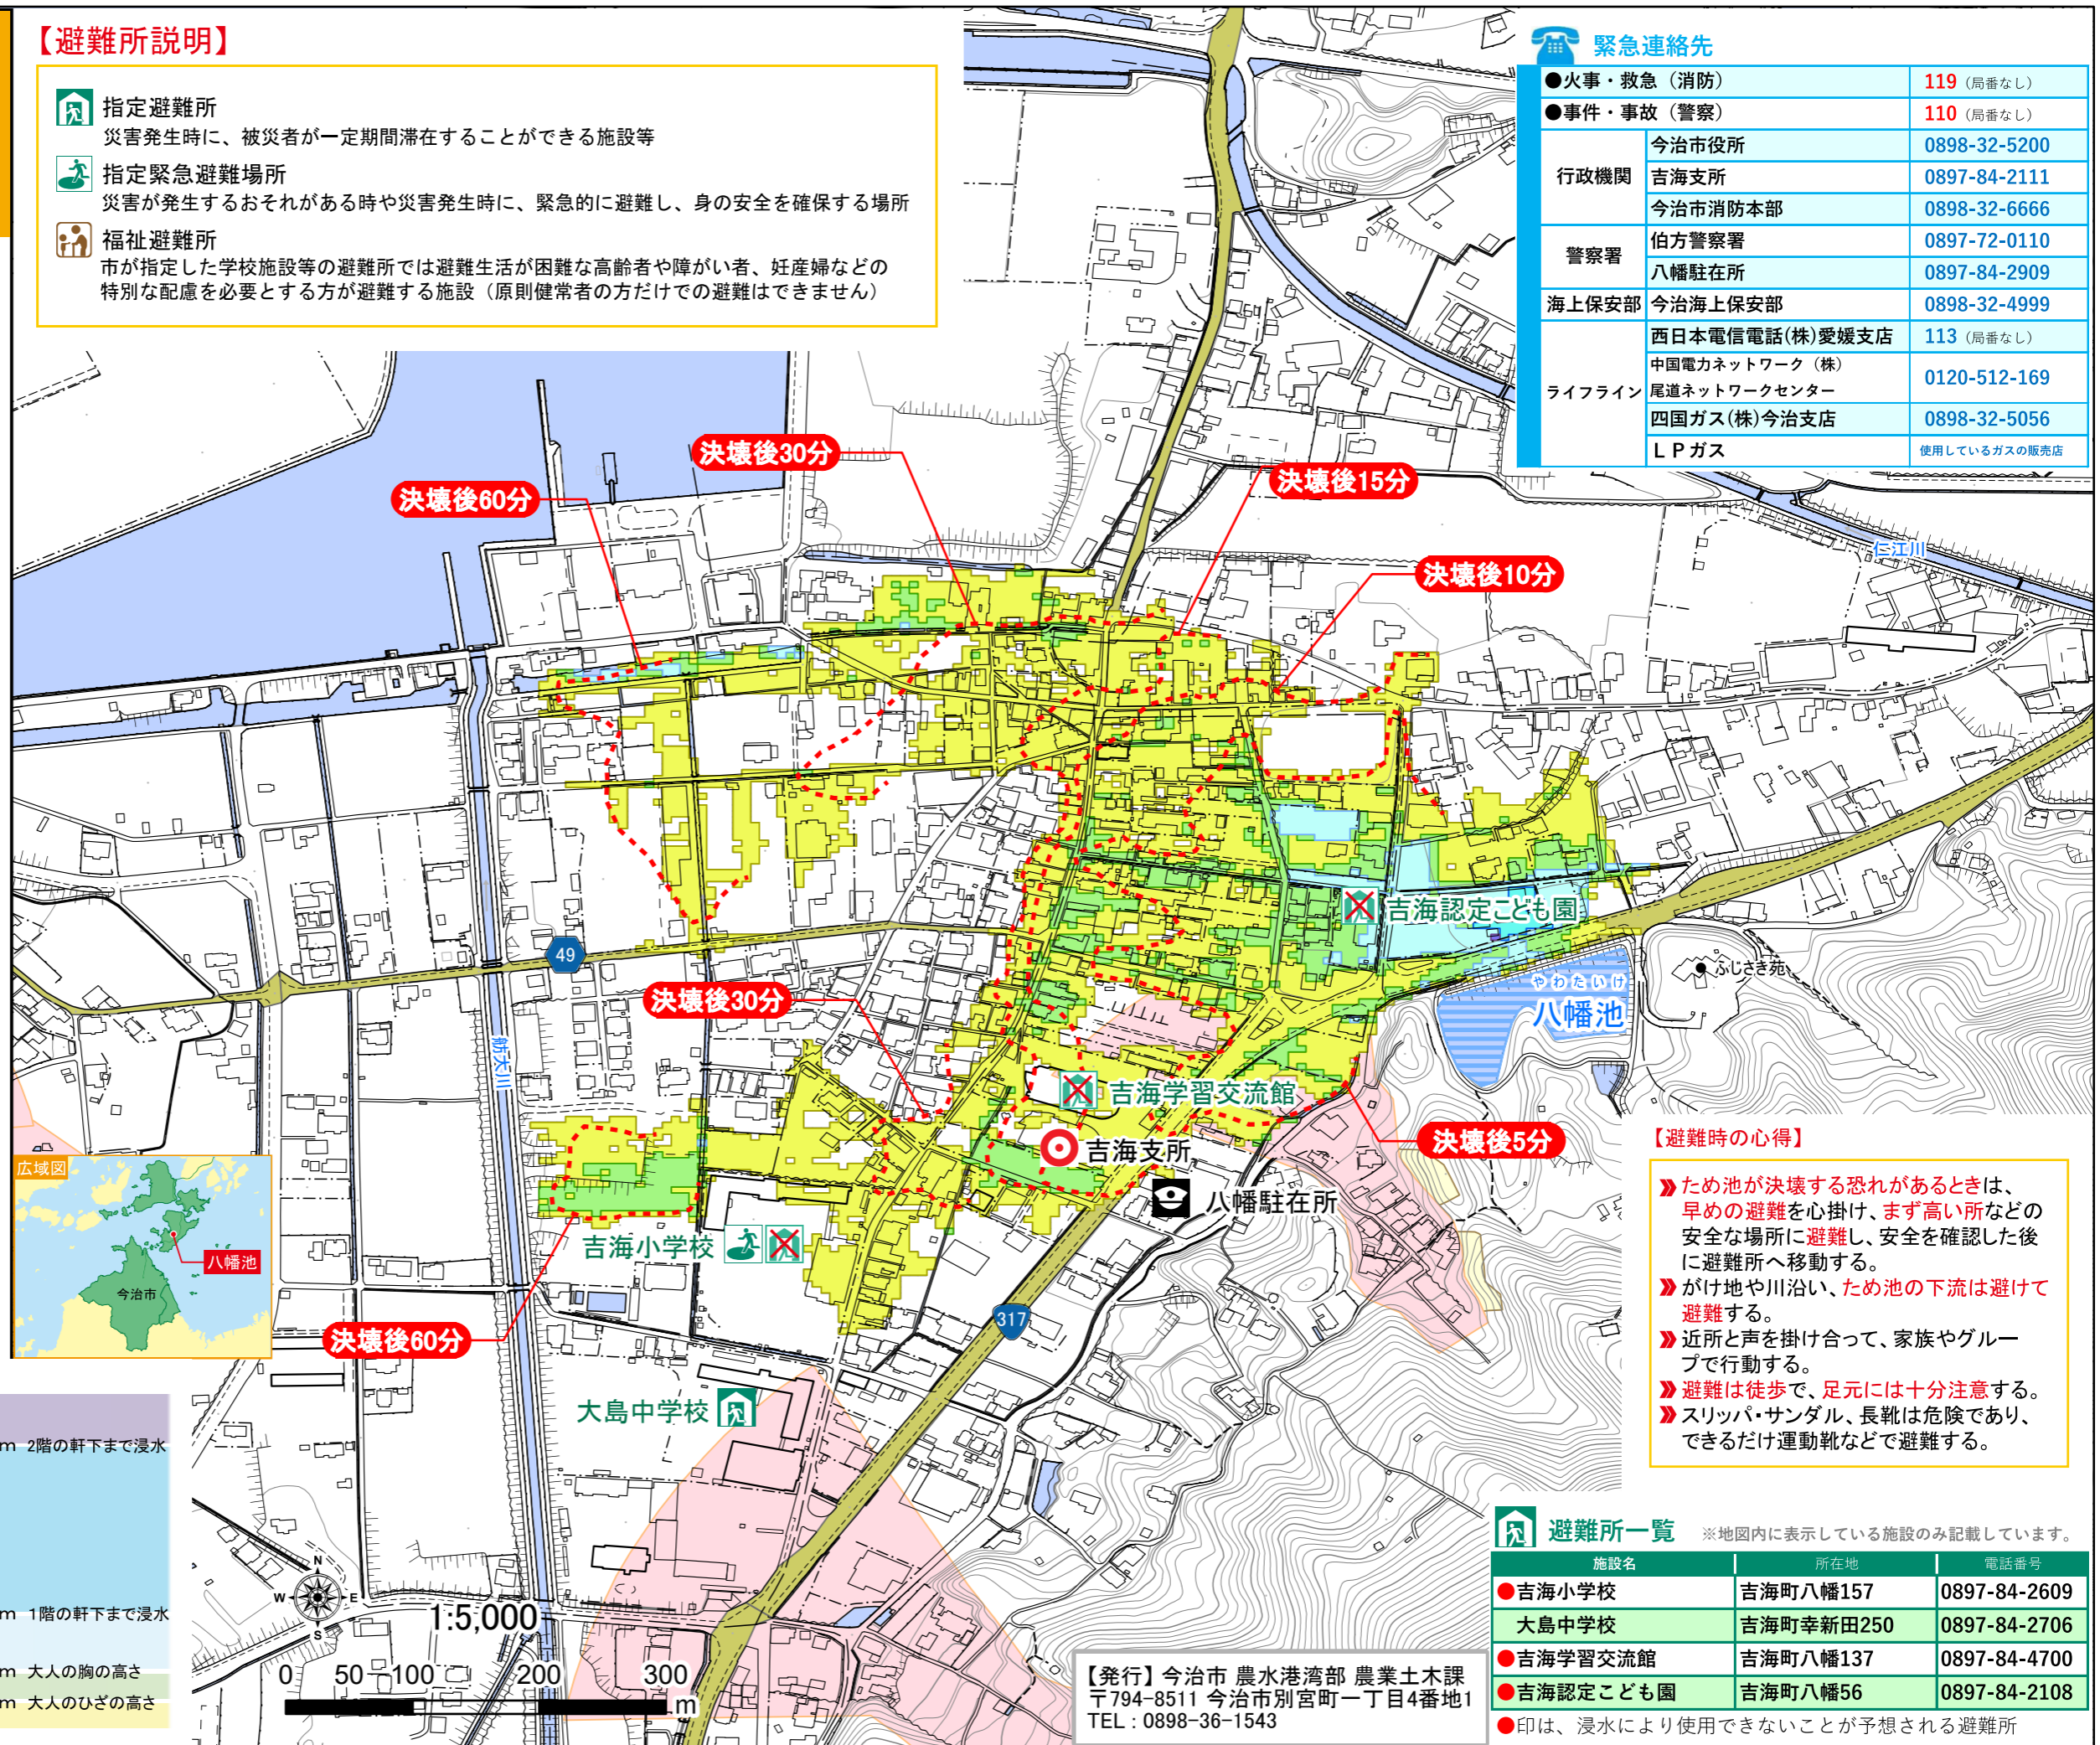 【避難所説明】
指定避難所
災害発生時に、被災者が一定期間滞在することができる施設等
指定緊急避難場所
災害が発生するおそれがある時や災害発生時に、緊急的に避難し、身の安全を確保する場所
福祉避難所
市が指定した学校施設等の避難所では避難生活が困難な高齢者や障がい者、妊産婦などの
特別な配慮を必要とする方が避難する施設（原則健常者の方だけでの避難はできません）
緊急連絡先
●火事・救急（消防） 119（局番なし）
●事件・事故（警察） 110（局番なし）
行政機関
今治市役所 0898-32-5200
吉海支所 0897-84-2111
今治市消防本部 0898-32-6666
警察署
伯方警察署 0897-72-0110
八幡駐在所 0897-84-2909
海上保安部 今治海上保安部 0898-32-4999
ライフライン
西日本電信電話(株)愛媛支店 113（局番なし）
中国電力ネットワーク（株）
尾道ネットワークセンター 0120-512-169
四国ガス(株)今治支店 0898-32-5056
ＬＰガス 使用しているガスの販売店
決壊後30分
決壊後60分
決壊後15分
決壊後10分
仁江川
吉海認定こども園
49
ふじさき苑
やわたいけ
八幡池
決壊後30分
舫大川
吉海学習交流館
吉海支所
決壊後5分
八幡駐在所
吉海小学校
317
決壊後60分
大島中学校
広域図
八幡池
今治市
【避難時の心得】
ため池が決壊する恐れがあるときは、
早めの避難を心掛け、まず高い所などの
安全な場所に避難し、安全を確認した後
に避難所へ移動する。
がけ地や川沿い、ため池の下流は避けて
避難する。
近所と声を掛け合って、家族やグルー
プで行動する。
避難は徒歩で、足元には十分注意する。
スリッパ・サンダル、長靴は危険であり、
できるだけ運動靴などで避難する。
m 2階の軒下まで浸水
m 1階の軒下まで浸水
m 大人の胸の高さ
m 大人のひざの高さ
N
W E
S
1:5,000
0 50 100 200 300
m
【発行】今治市 農水港湾部 農業土木課
〒794-8511 今治市別宮町一丁目4番地1
TEL：0898-36-1543
避難所一覧 ※地図内に表示している施設のみ記載しています。
施設名 所在地 電話番号
●吉海小学校 吉海町八幡157 0897-84-2609
大島中学校 吉海町幸新田250 0897-84-2706
●吉海学習交流館 吉海町八幡137 0897-84-4700
●吉海認定こども園 吉海町八幡56 0897-84-2108
●印は、浸水により使用できないことが予想される避難所